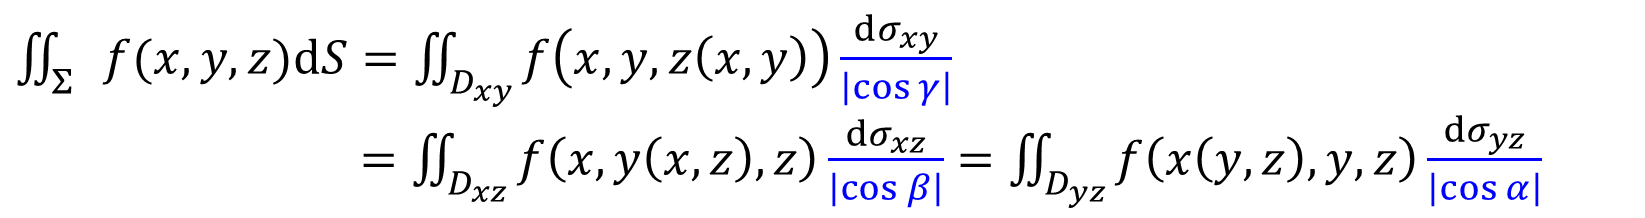 ∬_Σ f(x, y, z)dS = ∬_{D_{xy}} f(x, y, z(x, y)) dσ_{xy}/|cos γ|
= ∬_{D_{xz}} f(x, y(x, z), z) dσ_{xz}/|cos β| = ∬_{D_{yz}} f(x(y, z), y, z) dσ_{yz}/|cos α|